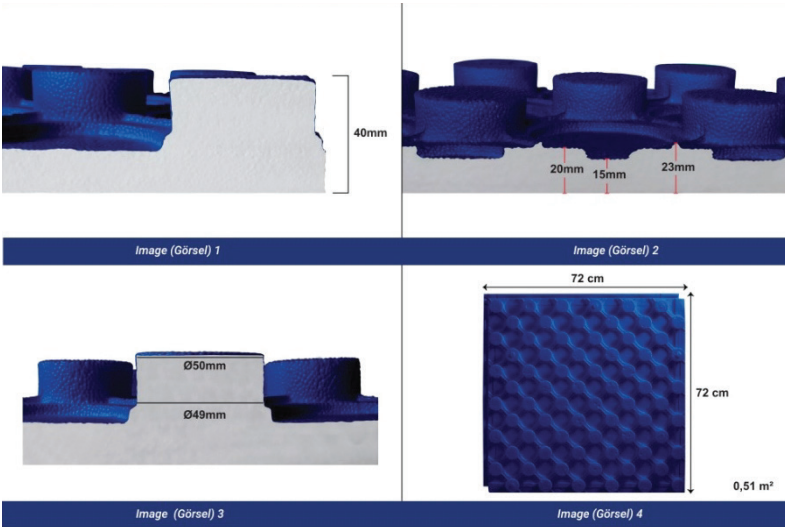 40mm
20mm
15mm
23mm
Image (Görsel) 1
Image (Görsel) 2
Ø50mm
Ø49mm
72 cm
72 cm
0,51 m²
Image (Görsel) 3
Image (Görsel) 4